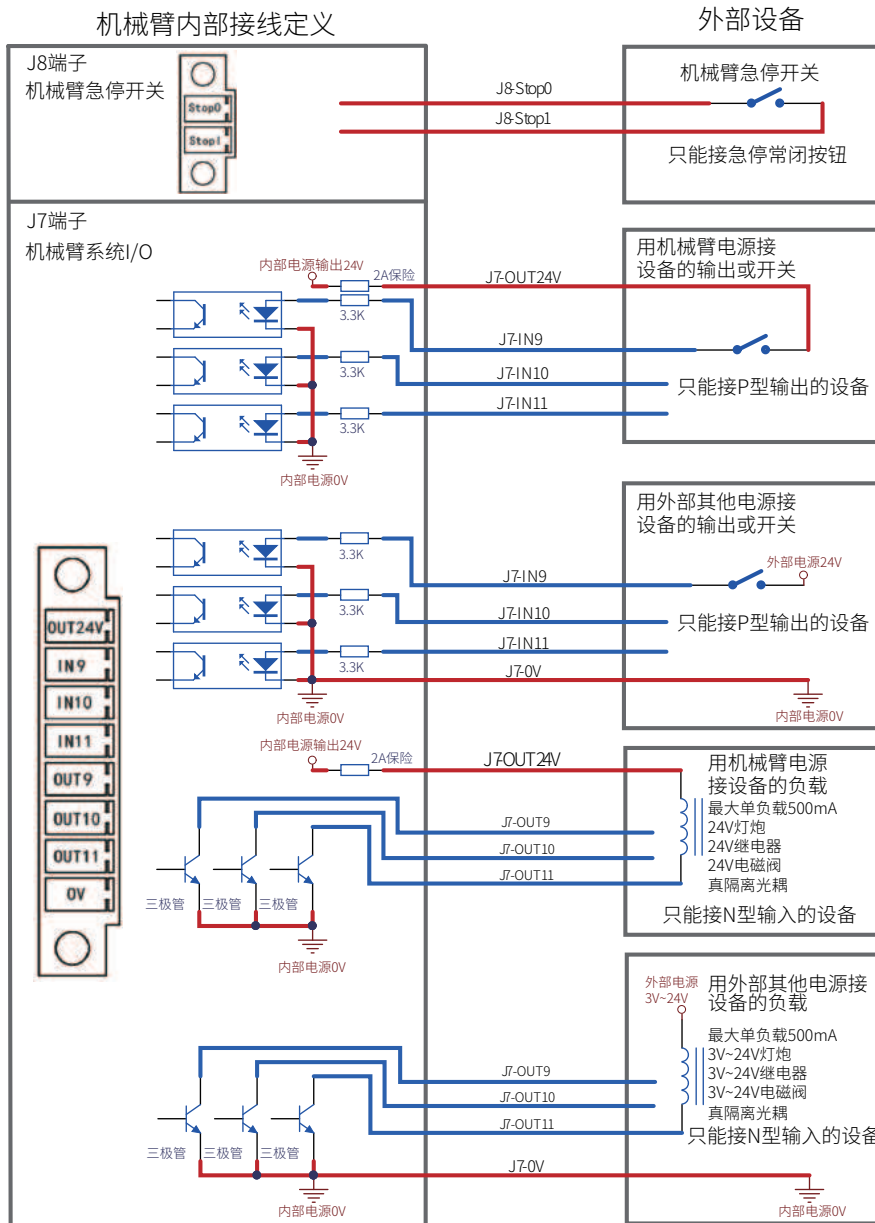 机械臂内部接线定义
外部设备
J8端子
机械臂急停开关
Stop0
Stop1
J8-Stop0
J8-Stop1
机械臂急停开关
只能接急停常闭按钮
J7端子
机械臂系统I/O
内部电源输出24V
2A保险
J7-OUT24V
3.3K
J7-IN9
3.3K
J7-IN10
3.3K
J7-IN11
内部电源0V
用机械臂电源接
设备的输出或开关
只能接P型输出的设备
3.3K
J7-IN9
3.3K
J7-IN10
3.3K
J7-IN11
J7-0V
内部电源0V
用外部其他电源接
设备的输出或开关
外部电源24V
只能接P型输出的设备
内部电源0V
OUT24V
IN9
IN10
IN11
OUT9
OUT10
OUT11
0V
内部电源输出24V
2A保险
J7-OUT24V
J7-OUT9
J7-OUT10
J7-OUT11
三极管
三极管
三极管
内部电源0V
用机械臂电源
接设备的负载
最大单负载500mA
24V灯炮
24V继电器
24V电磁阀
真隔离光耦
只能接N型输入的设备
J7-OUT9
J7-OUT10
J7-OUT11
三极管
三极管
三极管
J7-0V
内部电源0V
外部电源
3V~24V
用外部其他电源接
设备的负载
最大单负载500mA
3V~24V灯炮
3V~24V继电器
3V~24V电磁阀
真隔离光耦
只能接N型输入的设备
内部电源0V